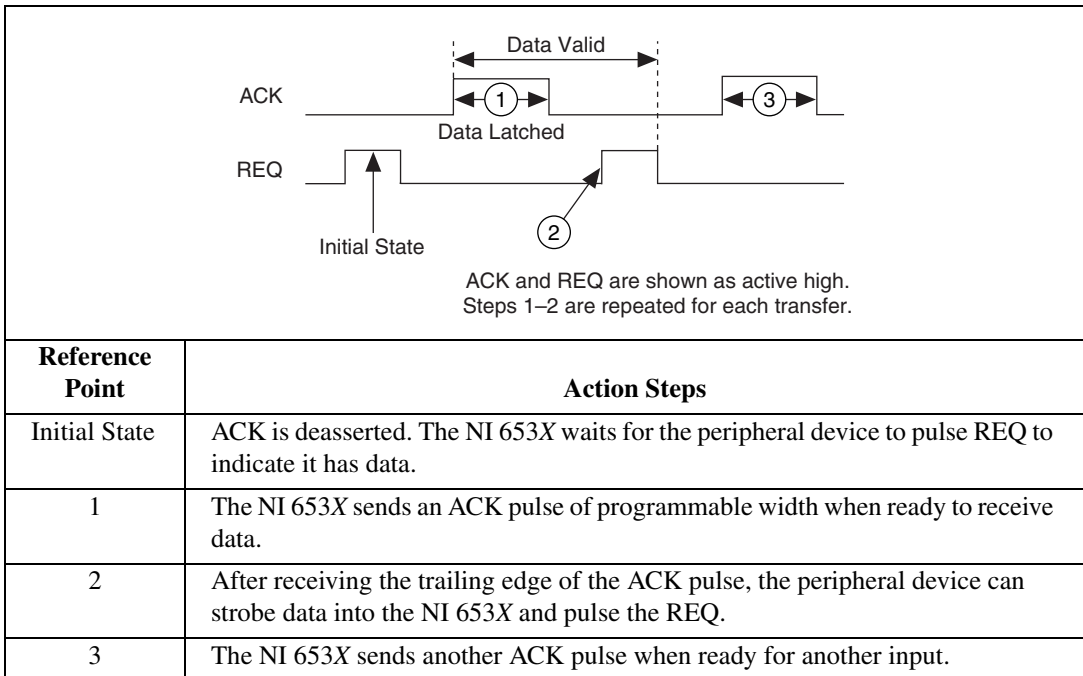 Data Valid
ACK
1
3
Data Latched
REQ
2
Initial State
ACK and REQ are shown as active high.
Steps 1–2 are repeated for each transfer.
Reference
Point
Action Steps
Initial State
ACK is deasserted. The NI 653X waits for the peripheral device to pulse REQ to
indicate it has data.
1
The NI 653X sends an ACK pulse of programmable width when ready to receive
data.
2
After receiving the trailing edge of the ACK pulse, the peripheral device can
strobe data into the NI 653X and pulse the REQ.
3
The NI 653X sends another ACK pulse when ready for another input.